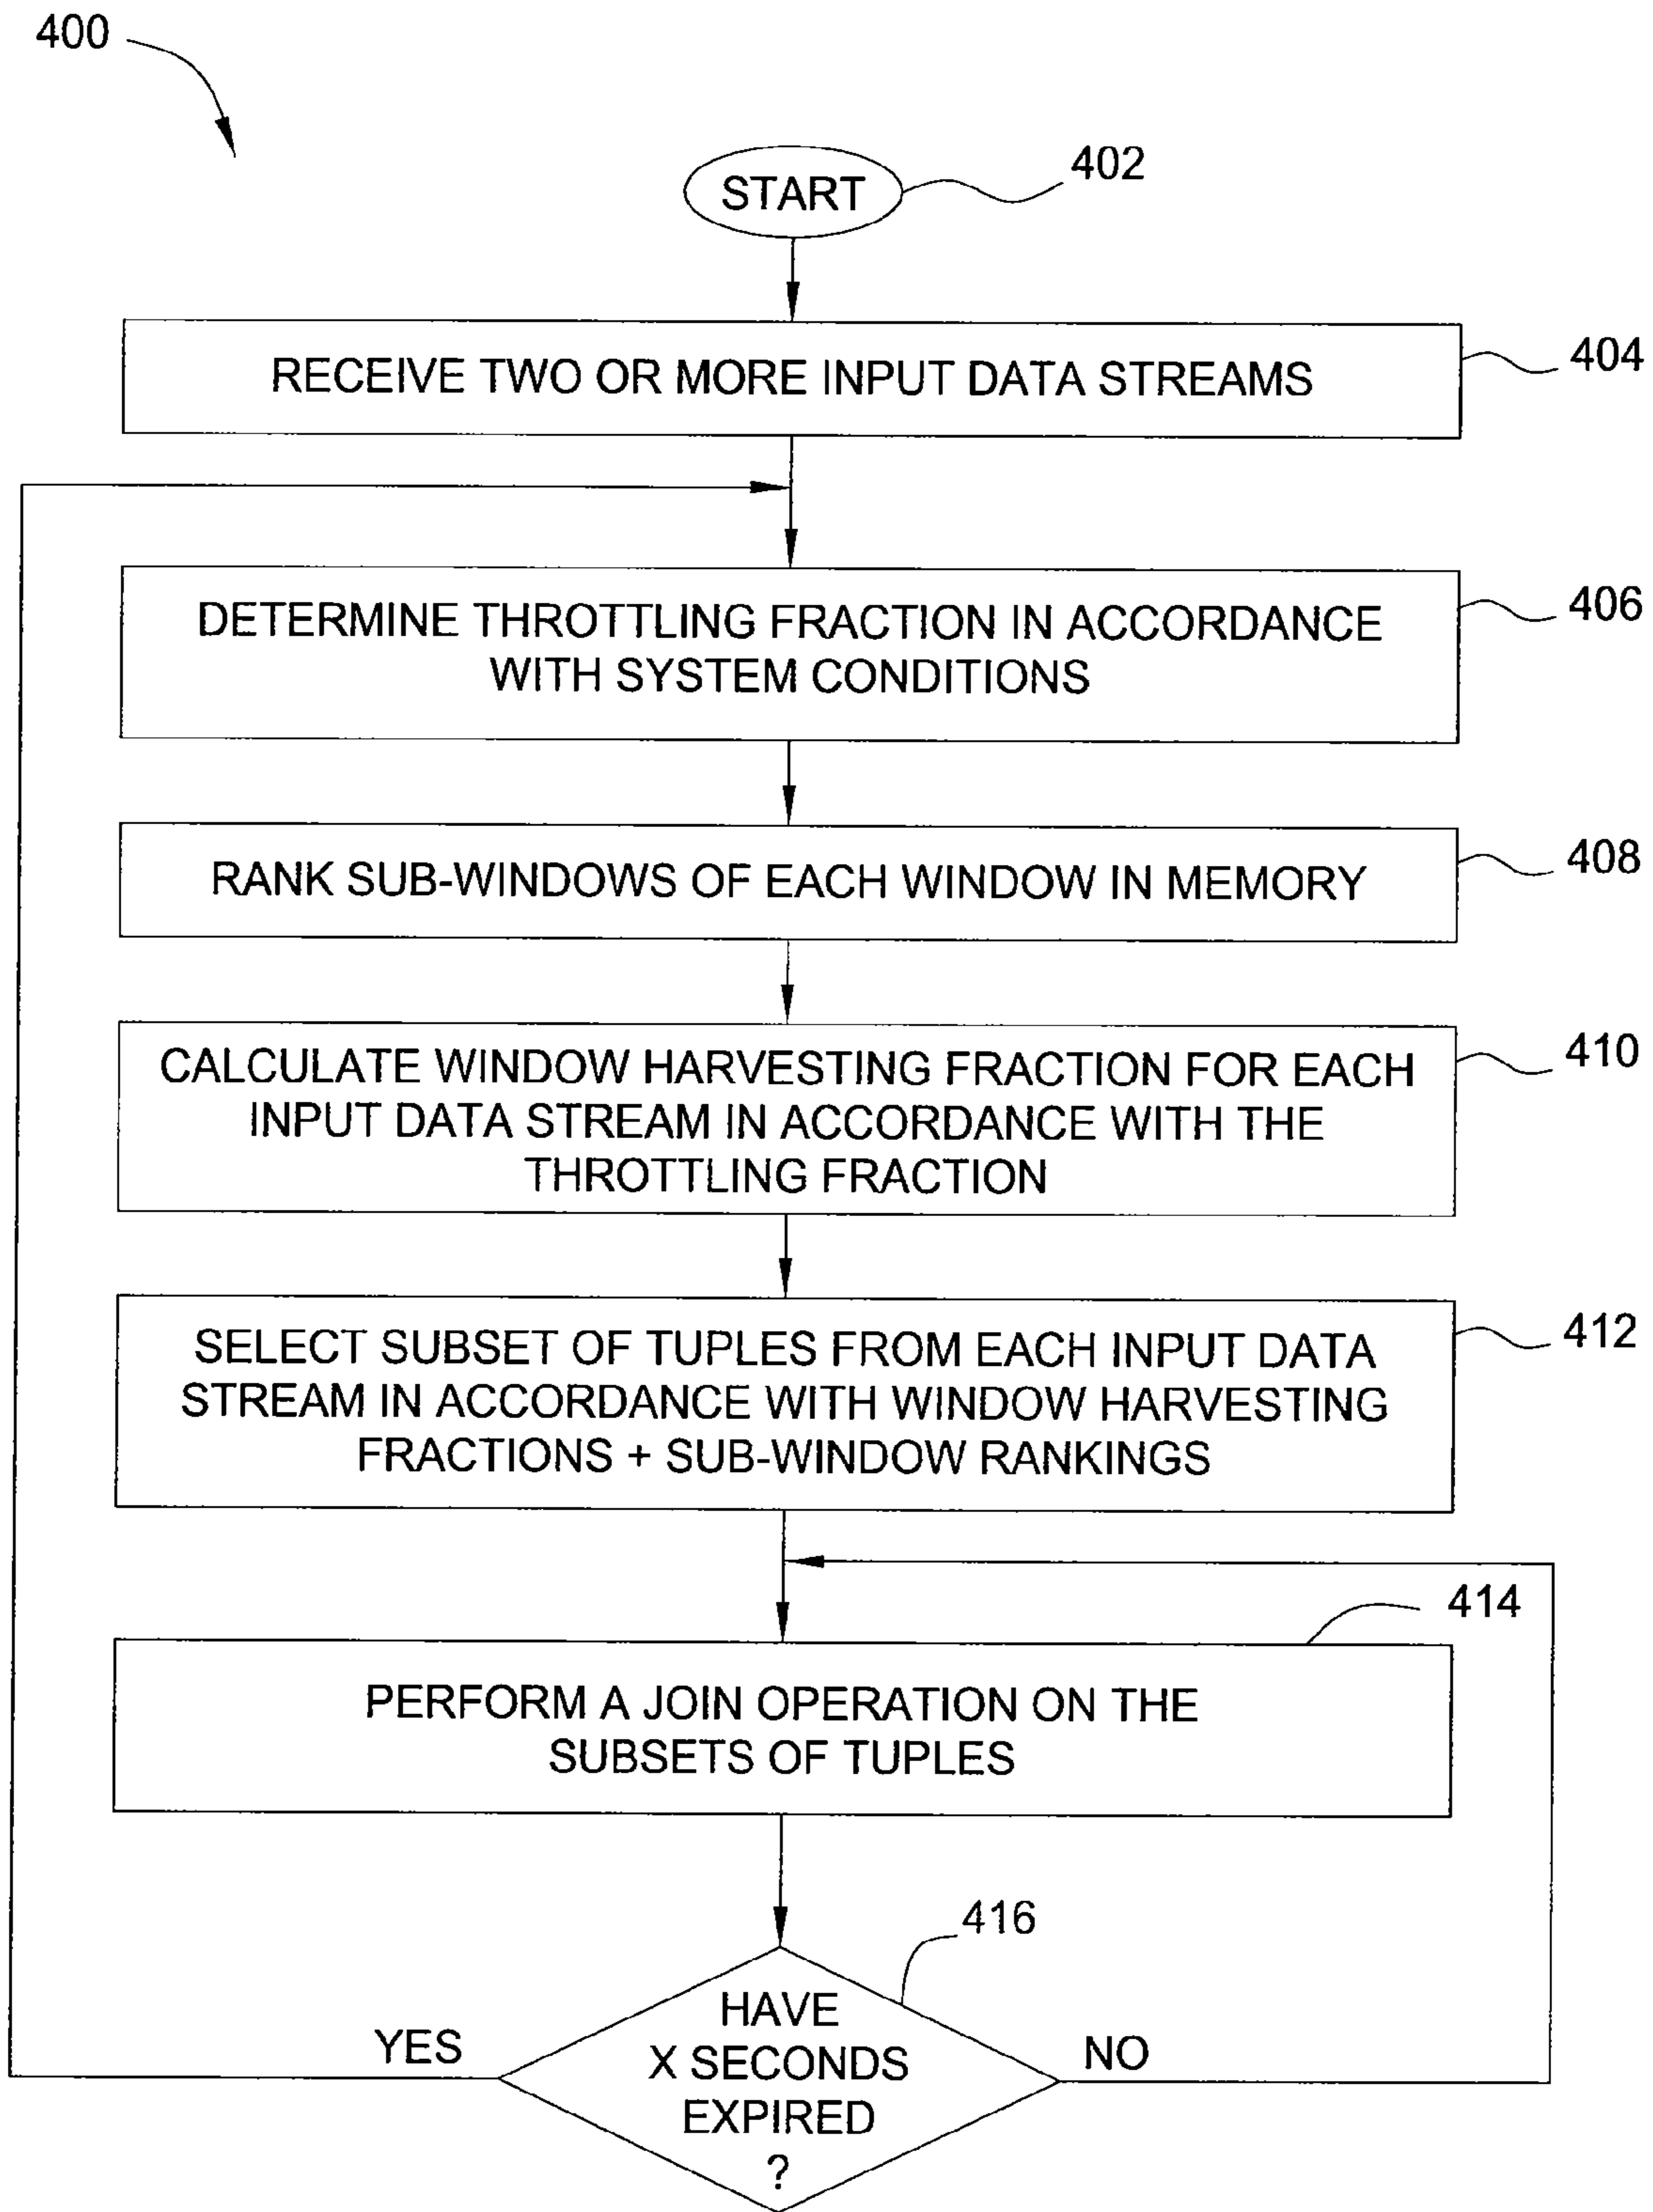 400
START
402
RECEIVE TWO OR MORE INPUT DATA STREAMS
404
DETERMINE THROTTLING FRACTION IN ACCORDANCE
WITH SYSTEM CONDITIONS
406
RANK SUB-WINDOWS OF EACH WINDOW IN MEMORY
408
CALCULATE WINDOW HARVESTING FRACTION FOR EACH
INPUT DATA STREAM IN ACCORDANCE WITH THE
THROTTLING FRACTION
410
SELECT SUBSET OF TUPLES FROM EACH INPUT DATA
STREAM IN ACCORDANCE WITH WINDOW HARVESTING
FRACTIONS + SUB-WINDOW RANKINGS
412
414
PERFORM A JOIN OPERATION ON THE
SUBSETS OF TUPLES
416
HAVE
X SECONDS
EXPIRED
?
YES
NO